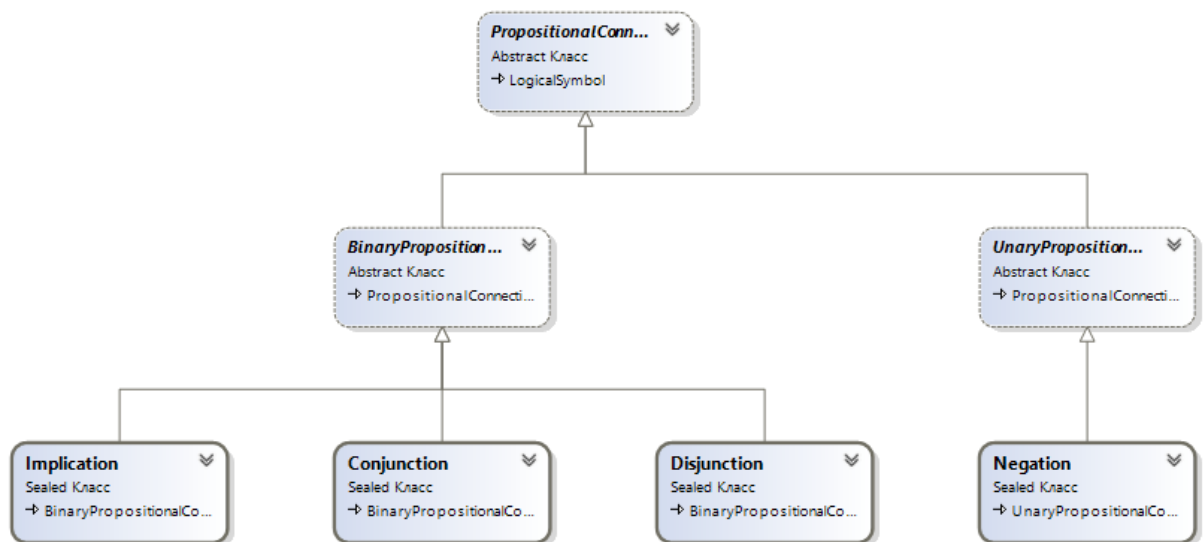 PropositionalConn...
Abstract Класс
LogicalSymbol
BinaryProposition...
Abstract Класс
PropositionalConnecti...
UnaryProposition...
Abstract Класс
PropositionalConnecti...
Implication
Sealed Класс
BinaryPropositionalCo...
Conjunction
Sealed Класс
BinaryPropositionalCo...
Disjunction
Sealed Класс
BinaryPropositionalCo...
Negation
Sealed Класс
UnaryPropositionalCo...